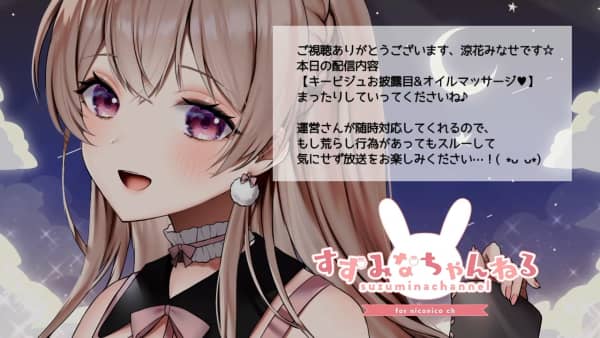 ご視聴ありがとうございます、涼花みなせです☆
本日の配信内容
【キービジュお披露目&オイルマッサージ♥】
まったりしていってくださいね♪
運営さんが随時対応してくれるので、
もし荒らし行為があってもスルーして
気にせず放送をお楽しみください…!( *ᴗ ᴗ*)
すずみなちゃんねる
suzuminachannel
for niconico ch